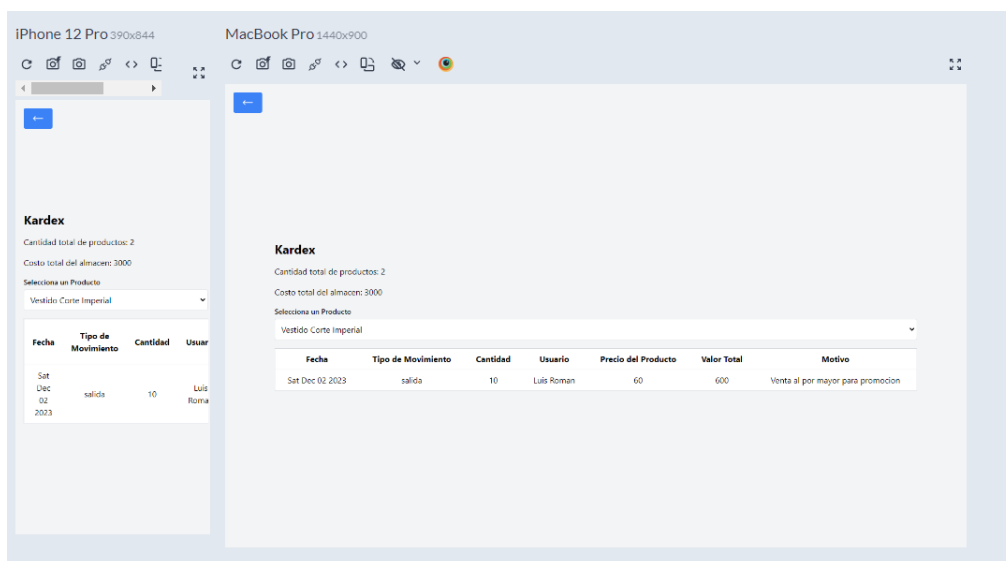 iPhone 12 Pro 390x844
Kardex
Cantidad total de productos: 2
Costo total del almacen: 3000
Selecciona un Producto
Vestido Corte Imperial
Fecha Tipo de Movimiento Cantidad Usuar
Sat Dec 02 2023 salida 10 Luis Roma
MacBook Pro 1440x900
Kardex
Cantidad total de productos: 2
Costo total del almacen: 3000
Selecciona un Producto
Vestido Corte Imperial
Fecha Tipo de Movimiento Cantidad Usuario Precio del Producto Valor Total Motivo
Sat Dec 02 2023 salida 10 Luis Roman 60 600 Venta al por mayor para promocion